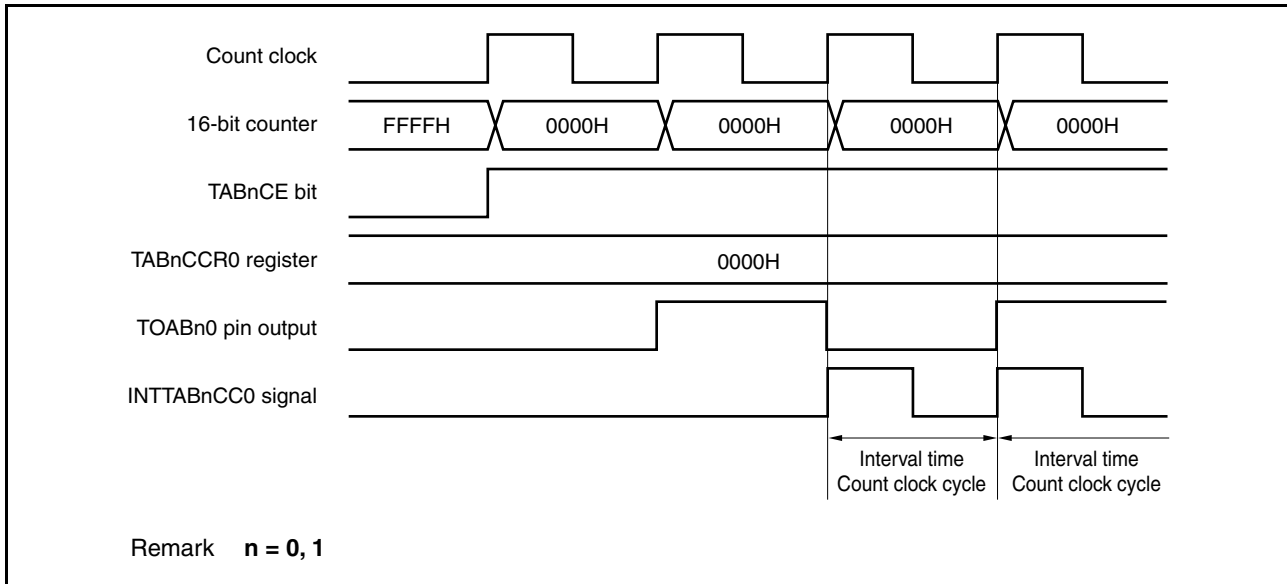 Count clock
16-bit counter
FFFFH 0000H 0000H 0000H 0000H
TABnCE bit
TABnCCR0 register
0000H
TOABn0 pin output
INTTABnCC0 signal
Interval time Interval time
Count clock cycle Count clock cycle
Remark n = 0, 1